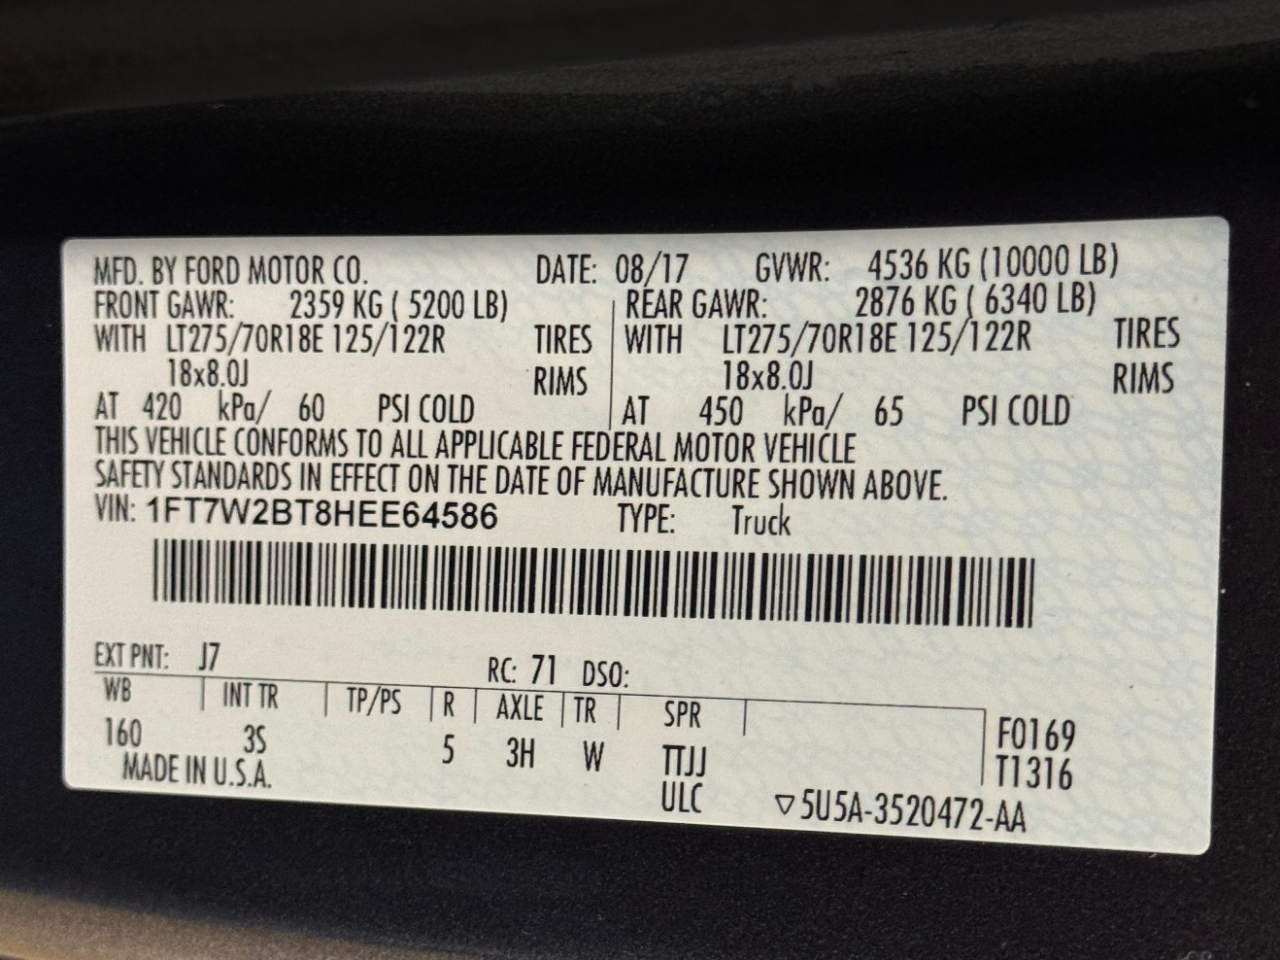 MFD. BY FORD MOTOR CO. DATE: 08/17 GVWR: 4536 KG (10000 LB)
FRONT GAWR: 2359 KG ( 5200 LB) REAR GAWR: 2876 KG ( 6340 LB)
WITH LT275/70R18E 125/122R TIRES WITH LT275/70R18E 125/122R TIRES
18x8.0J RIMS 18x8.0J RIMS
AT 420 kPa/ 60 PSI COLD AT 450 kPa/ 65 PSI COLD
THIS VEHICLE CONFORMS TO ALL APPLICABLE FEDERAL MOTOR VEHICLE
SAFETY STANDARDS IN EFFECT ON THE DATE OF MANUFACTURE SHOWN ABOVE.
VIN: 1FT7W2BT8HEE64586 TYPE: Truck
EXT PNT: J7 RC: 71 DSO:
WB INT TR TP/PS R AXLE TR SPR
160 3S 5 3H W TTJJ F0169
MADE IN U.S.A. ULC T1316
▽5U5A-3520472-AA